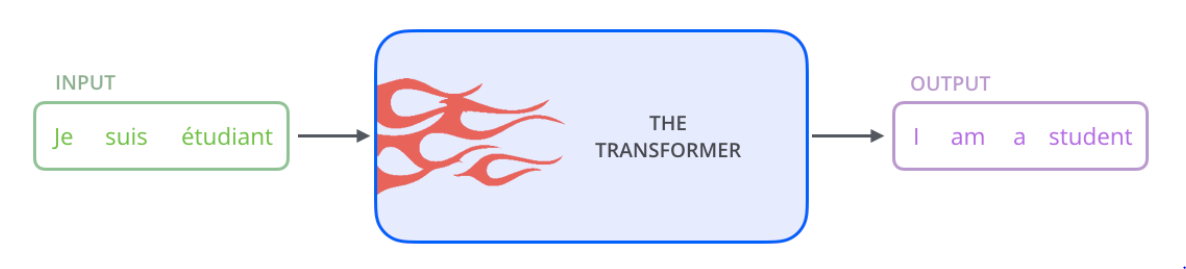 INPUT
Je suis étudiant
THE
TRANSFORMER
OUTPUT
I am a student